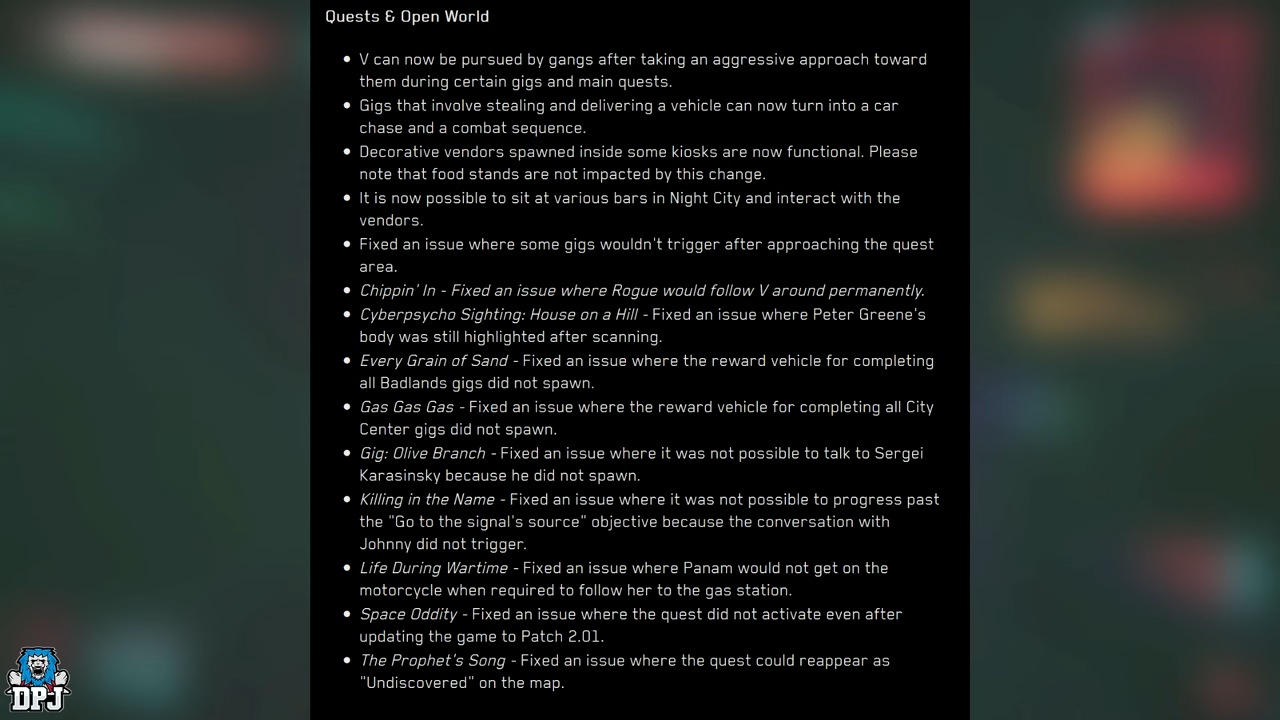 Quests & Open World
• V can now be pursued by gangs after taking an aggressive approach toward
them during certain gigs and main quests.
• Gigs that involve stealing and delivering a vehicle can now turn into a car
chase and a combat sequence.
• Decorative vendors spawned inside some kiosks are now functional. Please
note that food stands are not impacted by this change.
• It is now possible to sit at various bars in Night City and interact with the
vendors.
• Fixed an issue where some gigs wouldn't trigger after approaching the quest
area.
• Chippin' In - Fixed an issue where Rogue would follow V around permanently.
• Cyberpsycho Sighting: House on a Hill - Fixed an issue where Peter Greene's
body was still highlighted after scanning.
• Every Grain of Sand - Fixed an issue where the reward vehicle for completing
all Badlands gigs did not spawn.
• Gas Gas Gas - Fixed an issue where the reward vehicle for completing all City
Center gigs did not spawn.
• Gig: Olive Branch - Fixed an issue where it was not possible to talk to Sergei
Karasinsky because he did not spawn.
• Killing in the Name - Fixed an issue where it was not possible to progress past
the "Go to the signal's source" objective because the conversation with
Johnny did not trigger.
• Life During Wartime - Fixed an issue where Panam would not get on the
motorcycle when required to follow her to the gas station.
• Space Oddity - Fixed an issue where the quest did not activate even after
updating the game to Patch 2.01.
• The Prophet's Song - Fixed an issue where the quest could reappear as
"Undiscovered" on the map.
DPJ